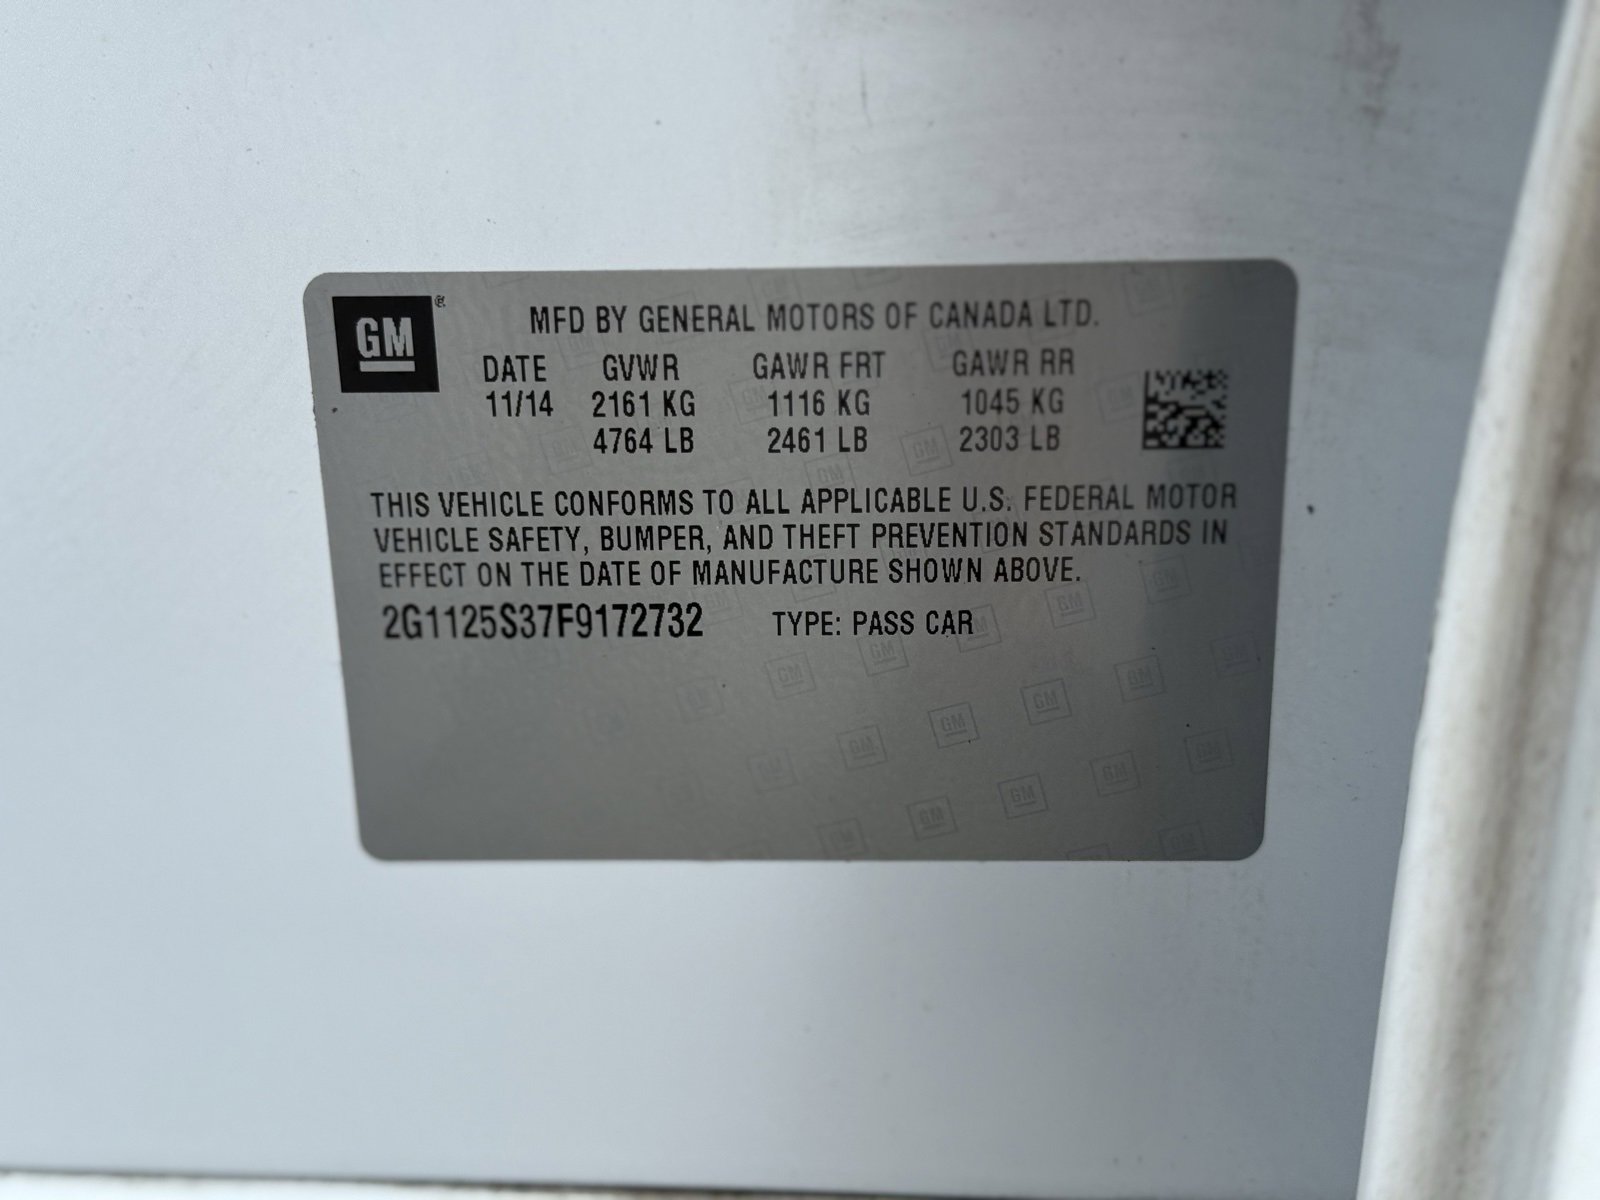 GM®
MFD BY GENERAL MOTORS OF CANADA LTD.
DATE GVWR GAWR FRT GAWR RR
11/14 2161 KG 1116 KG 1045 KG
4764 LB 2461 LB 2303 LB
THIS VEHICLE CONFORMS TO ALL APPLICABLE U.S. FEDERAL MOTOR
VEHICLE SAFETY, BUMPER, AND THEFT PREVENTION STANDARDS IN
EFFECT ON THE DATE OF MANUFACTURE SHOWN ABOVE.
2G1125S37F9172732 TYPE: PASS CAR